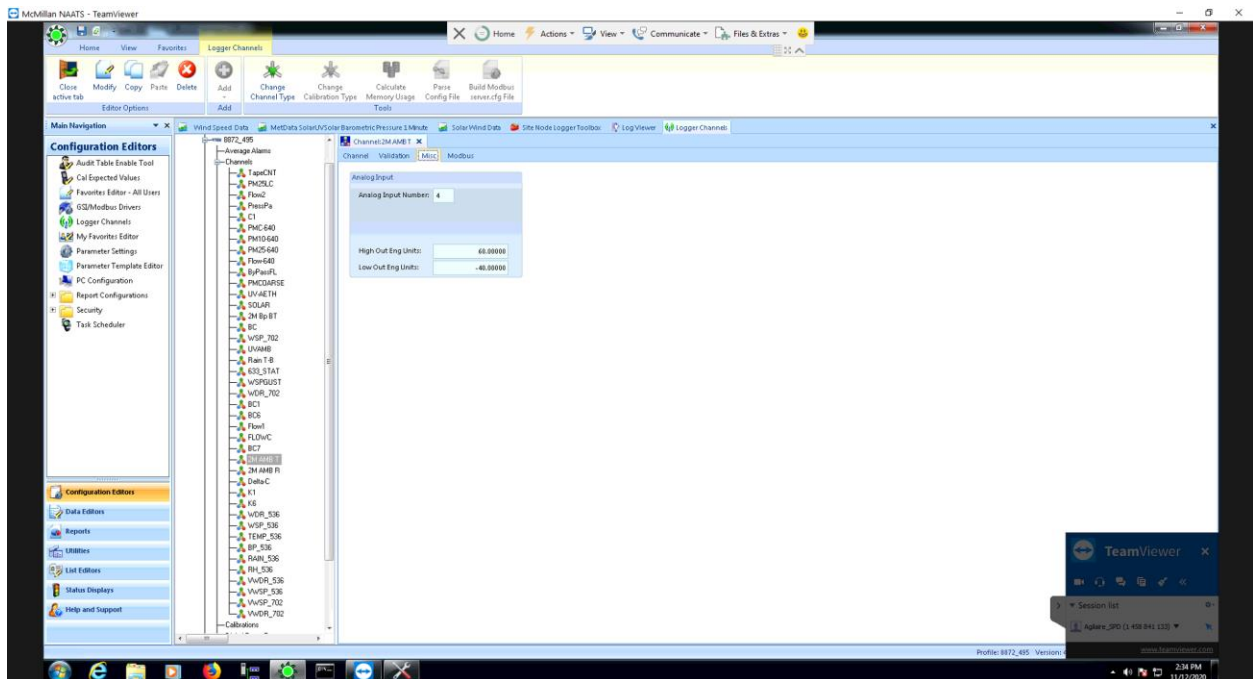 McMillan NAATS - TeamViewer
Home Actions View Communicate Files & Extras
Home View Favorites Logger Channels
Close active tab Modify Copy Paste Delete Add Change Channel Type Change Calibration Type Calculate Memory Usage Parse Config File Build Modbus server.cfg File
Editor Options Add Tools
Main Navigation
Wind Speed Data MetData SolarUVSolar Barometric Pressure 1 Minute Solar Wind Data Site Node Logger Toolbox Log Viewer Logger Channels
Configuration Editors
Audit Table Enable Tool
Cal Expected Values
Favorites Editor - All Users
GSI/Modbus Drivers
Logger Channels
My Favorites Editor
Parameter Settings
Parameter Template Editor
PC Configuration
Report Configurations
Security
Task Scheduler
Configuration Editors
Data Editors
Reports
Utilities
List Editors
Status Displays
Help and Support
8872_495
Average Alarms
Channels
TapeCNT
PM25LC
Flow2
PressPa
C1
PMC-640
PM10-640
PM25-640
Flow-640
ByPassFL
PMCOARSE
UV-AETH
SOLAR
2M Bp BT
BC
WSP_702
UVAMB
Rain T-B
633_STAT
WSPGUST
WDR_702
BC1
BC6
Flow1
FLOWC
BC7
2M AMB T
2M AMB R
Delta-C
K1
K6
WDR_536
WSP_536
TEMP_536
BP_536
RAIN_536
RH_536
VWDR_536
VWSP_536
VWSP_702
VWDR_702
Calibrations
Channel:2M AMB T
Channel Validation Misc Modbus
Analog Input
Analog Input Number: 4
High Out Eng Units: 60.00000
Low Out Eng Units: -40.00000
TeamViewer
Session list
www.teamviewer.com
Profile: 8872_495 Version:
2:34 PM
11/12/2020